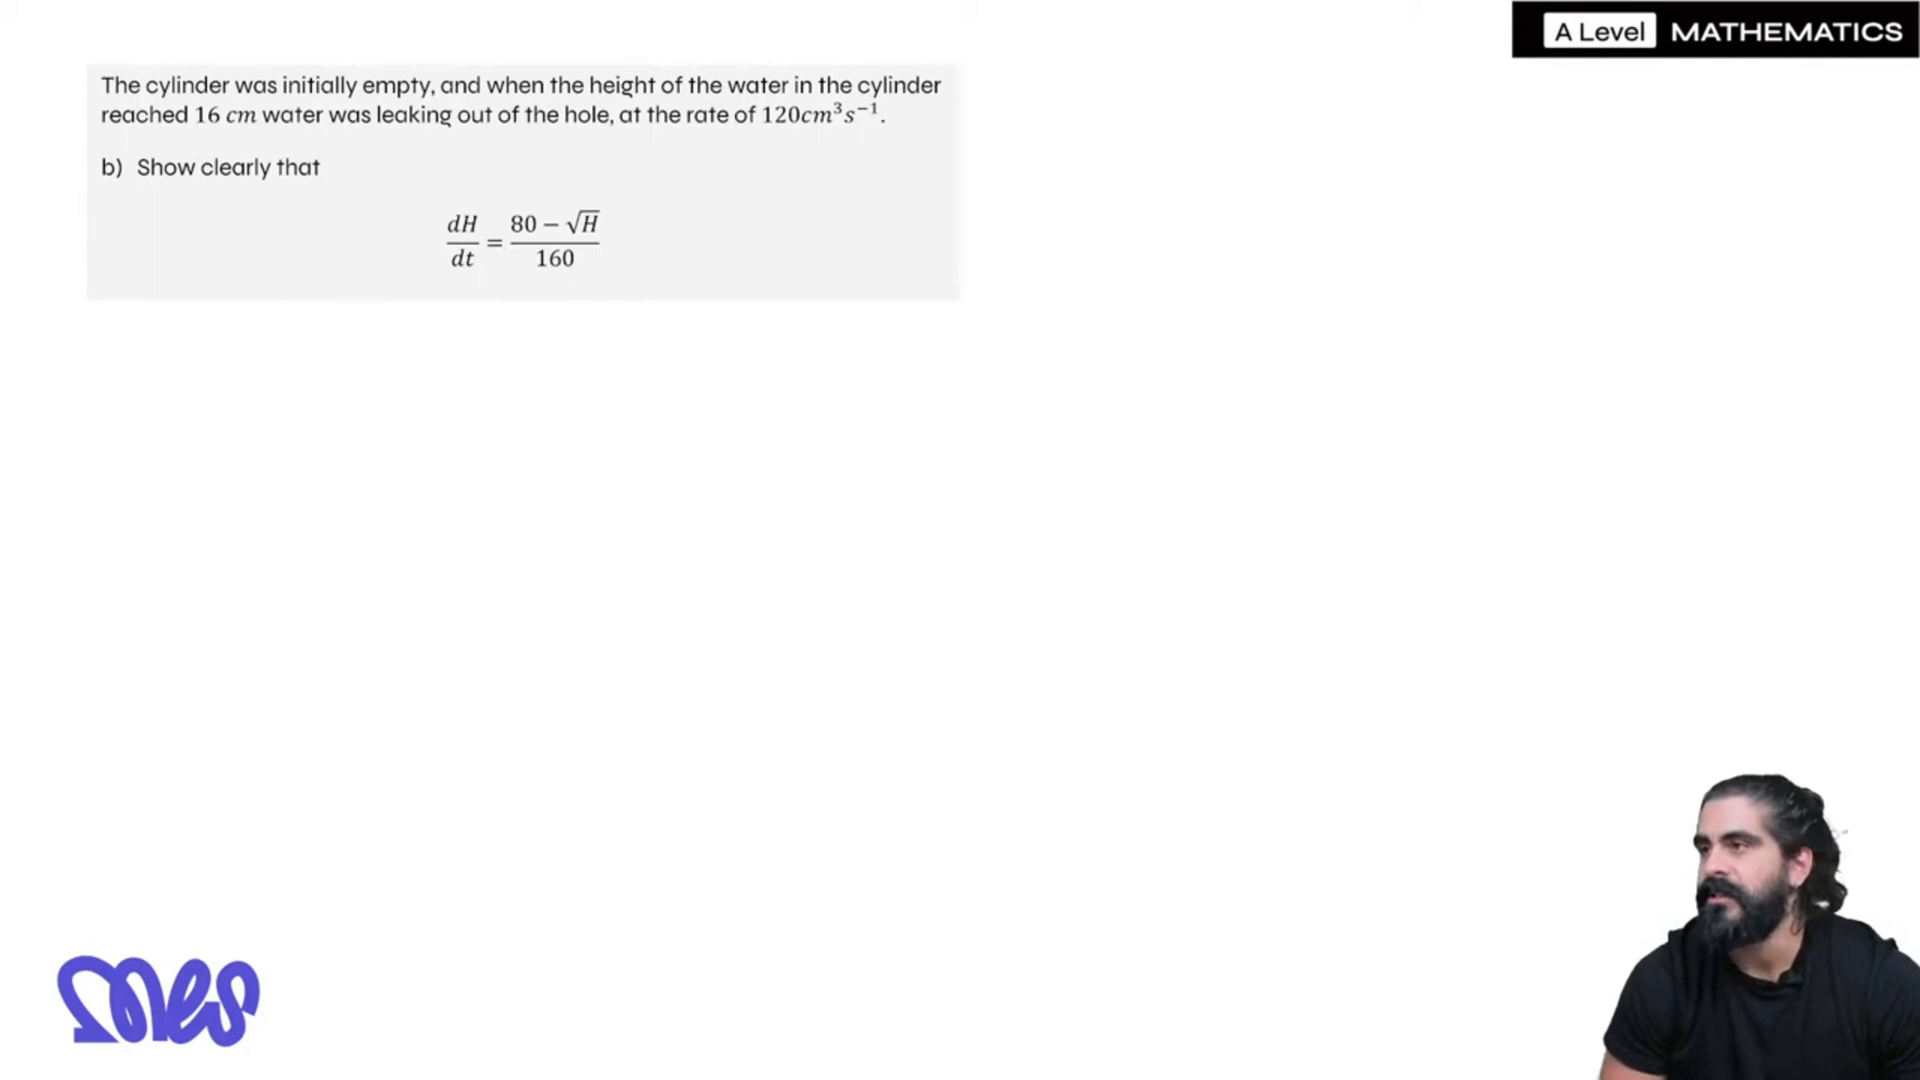 A Level MATHEMATICS
The cylinder was initially empty, and when the height of the water in the cylinder
reached 16 cm water was leaking out of the hole, at the rate of 120cm³s⁻¹.
b) Show clearly that
dH/dt = (80 − √H)/160
mes